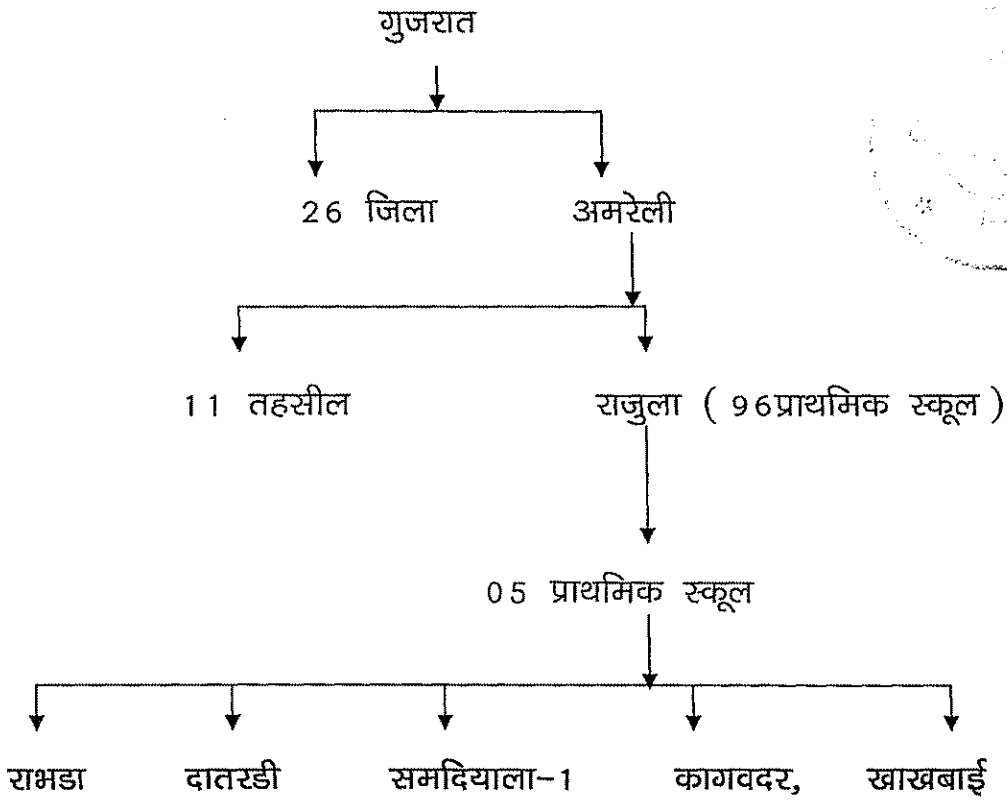 गुजरात
26 जिला अमरेली
11 तहसील राजुला ( 96प्राथमिक स्कूल )
05 प्राथमिक स्कूल
राभडा दातरडी समदियाला-1 कागवदर, खाखबाई